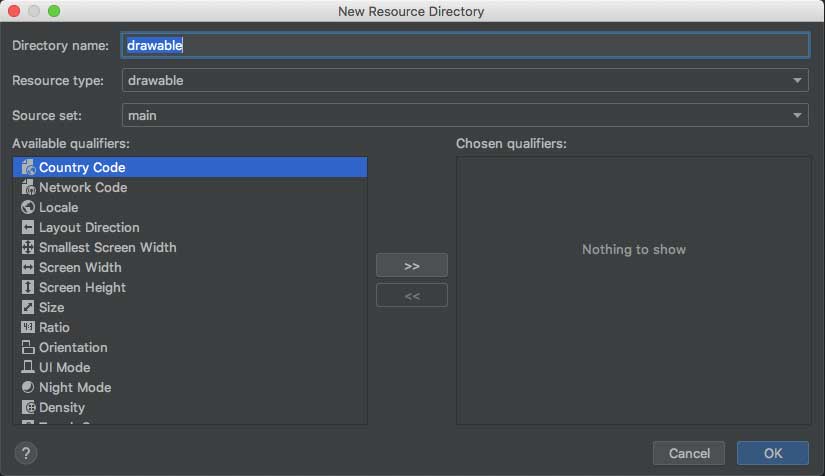 New Resource Directory
Directory name: drawable
Resource type: drawable
Source set: main
Available qualifiers:
Chosen qualifiers:
Country Code
Network Code
Locale
Layout Direction
Smallest Screen Width
Nothing to show
Screen Width
>>
Screen Height
<<
Size
Ratio
Orientation
UI Mode
Night Mode
Density
?
Cancel
OK